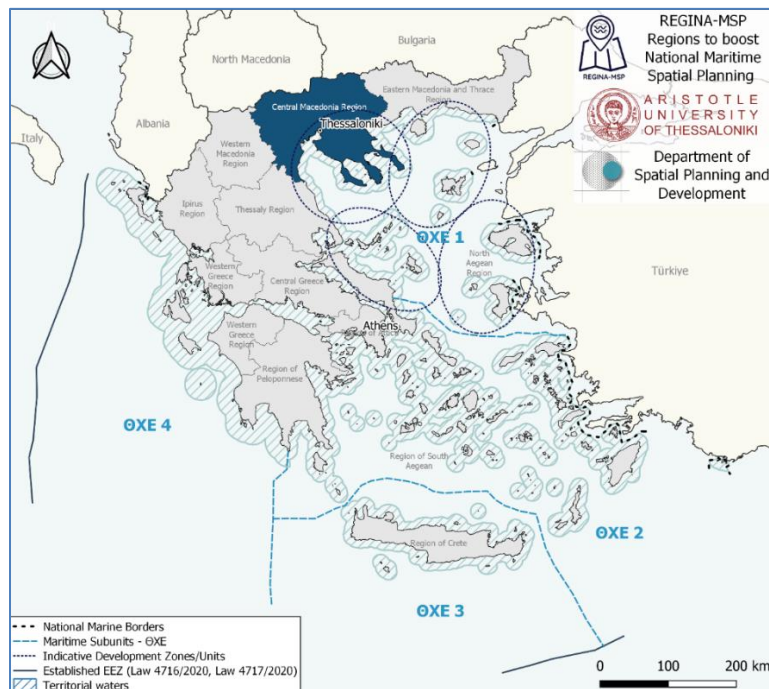 REGINA-MSP
Regions to boost
National Maritime
Spatial Planning
REGINA-MSP
ARISTOTLE
UNIVERSITY
OF THESSALONIKI
Department of
Spatial Planning and
Development
Bulgaria
North Macedonia
Albania
Italy
Türkiye
Eastern Macedonia and Thrace
Region
Central Macedonia Region
Thessaloniki
Western
Macedonia
Region
Ipirus
Region
Thessaly Region
ΘΧΕ 1
North
Aegean
Region
Western
Greece
Region
Central Greece
Region
Athens
Western
Greece
Region
Region of
Peloponnese
ΘΧΕ 4
Region of South
Aegean
ΘΧΕ 2
Region of Crete
ΘΧΕ 3
National Marine Borders
Maritime Subunits - ΘΧΕ
Indicative Development Zones/Units
Established EEZ (Law 4716/2020, Law 4717/2020)
Territorial waters
0 100 200 km